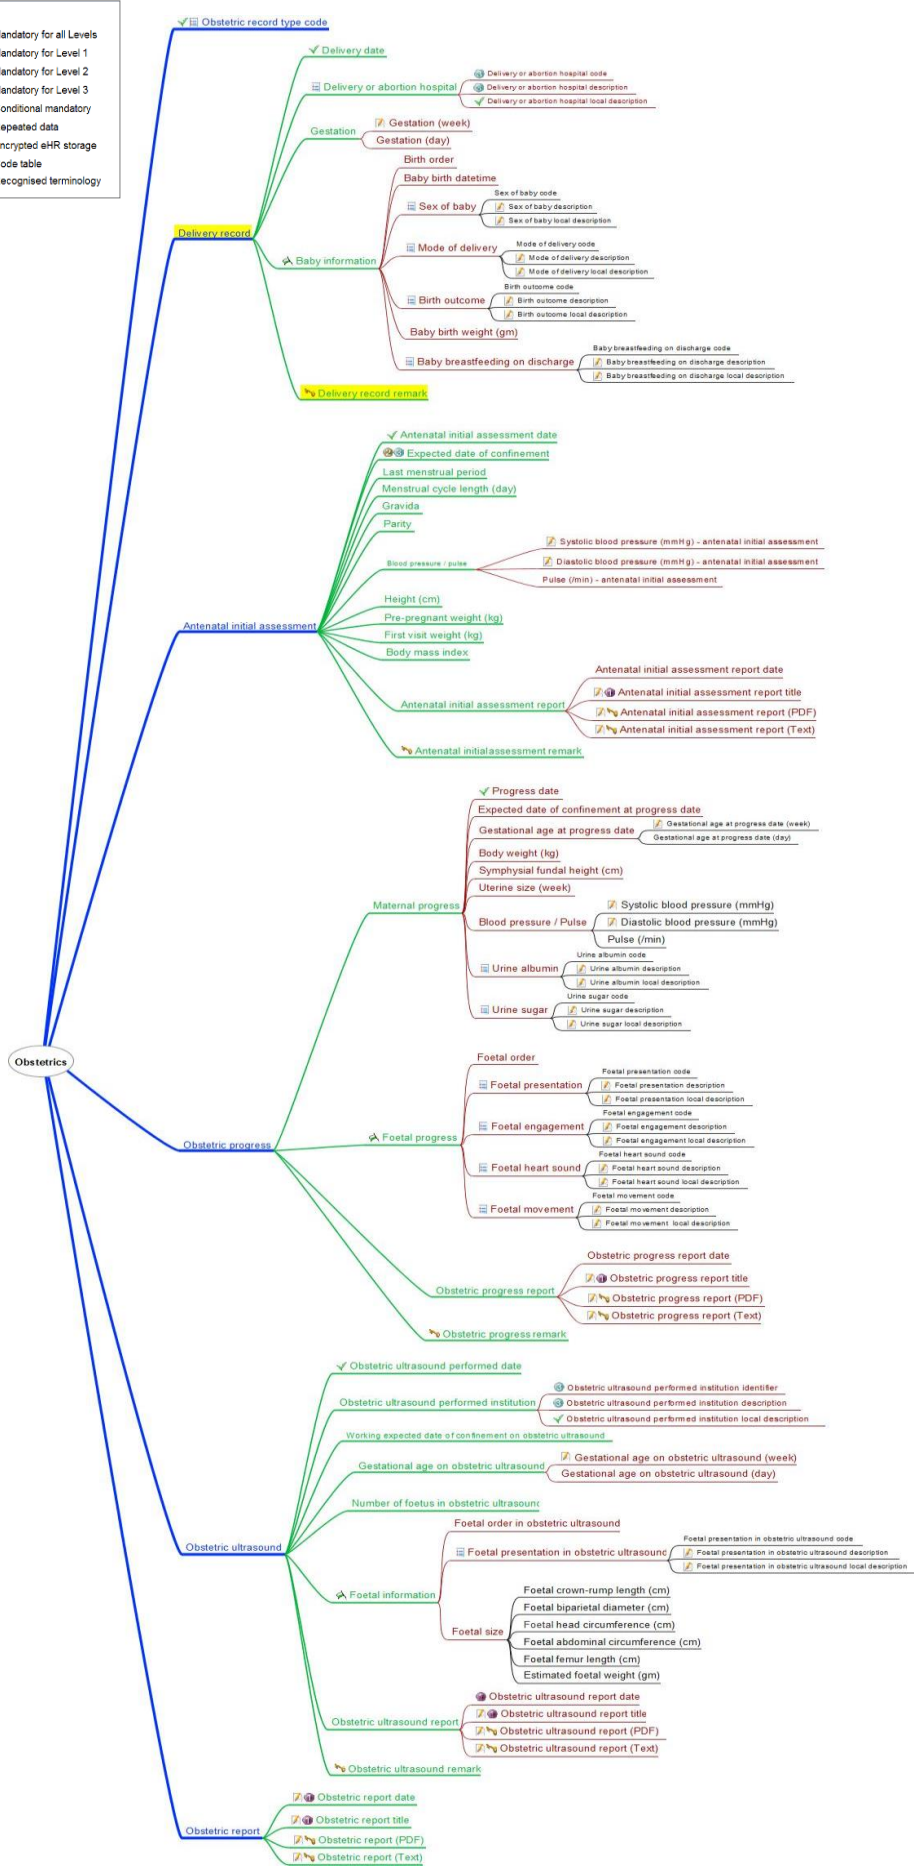 andatory for all Levels
andatory for Level 1
andatory for Level 2
andatory for Level 3
onditional mandatory
epeated data
ncrypted eHR storage
ode table
ecognised terminology
Obstetrics
Obstetric record type code
Delivery record
Delivery date
Delivery or abortion hospital
Delivery or abortion hospital code
Delivery or abortion hospital description
Delivery or abortion hospital local description
Gestation
Gestation (week)
Gestation (day)
Baby information
Birth order
Baby birth datetime
Sex of baby
Sex of baby code
Sex of baby description
Sex of baby local description
Mode of delivery
Mode of delivery code
Mode of delivery description
Mode of delivery local description
Birth outcome
Birth outcome code
Birth outcome description
Birth outcome local description
Baby birth weight (gm)
Baby breastfeeding on discharge
Baby breastfeeding on discharge code
Baby breastfeeding on discharge description
Baby breastfeeding on discharge local description
Delivery record remark
Antenatal initial assessment
Antenatal initial assessment date
Expected date of confinement
Last menstrual period
Menstrual cycle length (day)
Gravida
Parity
Blood pressure / pulse
Systolic blood pressure (mmHg) - antenatal initial assessment
Diastolic blood pressure (mmHg) - antenatal initial assessment
Pulse (/min) - antenatal initial assessment
Height (cm)
Pre-pregnant weight (kg)
First visit weight (kg)
Body mass index
Antenatal initial assessment report
Antenatal initial assessment report date
Antenatal initial assessment report title
Antenatal initial assessment report (PDF)
Antenatal initial assessment report (Text)
Antenatal initialassessment remark
Obstetric progress
Maternal progress
Progress date
Expected date of confinement at progress date
Gestational age at progress date
Gestational age at progress date (week)
Gestational age at progress date (day)
Body weight (kg)
Symphysial fundal height (cm)
Uterine size (week)
Blood pressure / Pulse
Systolic blood pressure (mmHg)
Diastolic blood pressure (mmHg)
Pulse (/min)
Urine albumin
Urine albumin code
Urine albumin description
Urine albumin local description
Urine sugar
Urine sugar code
Urine sugar description
Urine sugar local description
Foetal progress
Foetal order
Foetal presentation
Foetal presentation code
Foetal presentation description
Foetal presentation local description
Foetal engagement
Foetal engagement code
Foetal engagement description
Foetal engagement local description
Foetal heart sound
Foetal heart sound code
Foetal heart sound description
Foetal heart sound local description
Foetal movement
Foetal movement code
Foetal movement description
Foetal movement local description
Obstetric progress report
Obstetric progress report date
Obstetric progress report title
Obstetric progress report (PDF)
Obstetric progress report (Text)
Obstetric progress remark
Obstetric ultrasound
Obstetric ultrasound performed date
Obstetric ultrasound performed institution
Obstetric ultrasound performed institution identifier
Obstetric ultrasound performed institution description
Obstetric ultrasound performed institution local description
Working expected date of confinement on obstetric ultrasound
Gestational age on obstetric ultrasound
Gestational age on obstetric ultrasound (week)
Gestational age on obstetric ultrasound (day)
Number of foetus in obstetric ultrasound
Foetal information
Foetal order in obstetric ultrasound
Foetal presentation in obstetric ultrasound
Foetal presentation in obstetric ultrasound code
Foetal presentation in obstetric ultrasound description
Foetal presentation in obstetric ultrasound local description
Foetal size
Foetal crown-rump length (cm)
Foetal biparietal diameter (cm)
Foetal head circumference (cm)
Foetal abdominal circumference (cm)
Foetal femur length (cm)
Estimated foetal weight (gm)
Obstetric ultrasound report
Obstetric ultrasound report date
Obstetric ultrasound report title
Obstetric ultrasound report (PDF)
Obstetric ultrasound report (Text)
Obstetric ultrasound remark
Obstetric report
Obstetric report date
Obstetric report title
Obstetric report (PDF)
Obstetric report (Text)